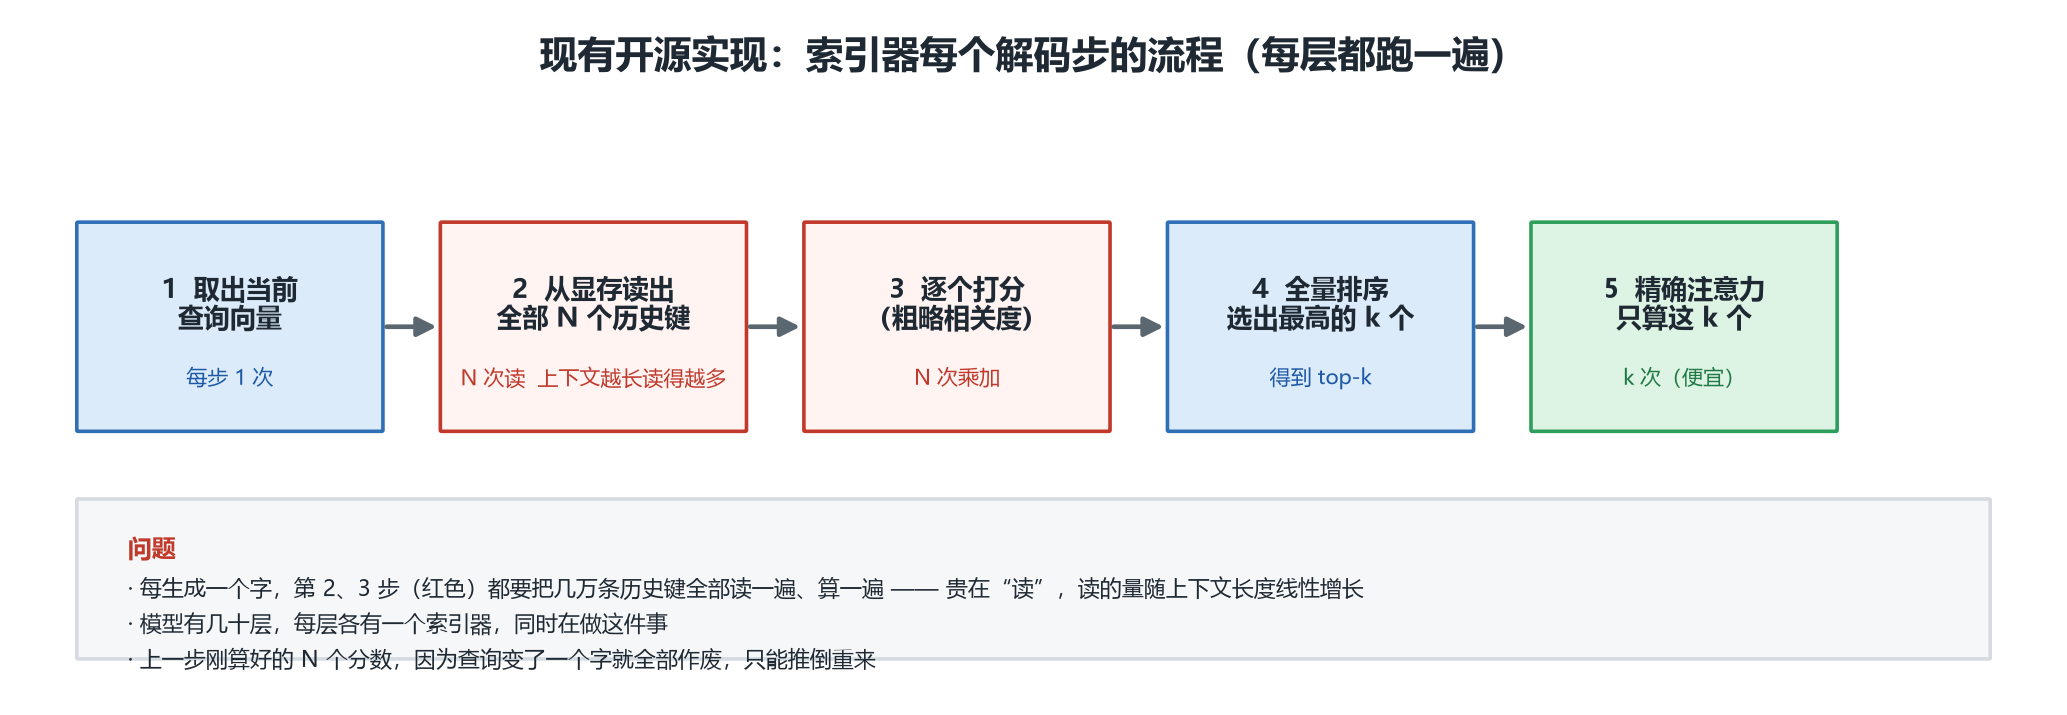 现有开源实现：索引器每个解码步的流程（每层都跑一遍）
1 取出当前
查询向量
每步 1 次
2 从显存读出
全部 N 个历史键
N 次读 上下文越长读得越多
3 逐个打分
(粗略相关度)
N 次乘加
4 全量排序
选出最高的 k 个
得到 top-k
5 精确注意力
只算这 k 个
k 次（便宜）
问题
· 每生成一个字，第 2、3 步（红色）都要把几万条历史键全部读一遍、算一遍 —— 贵在“读”，读的量随上下文长度线性增长
· 模型有几十层，每层各有一个索引器，同时在做这件事
· 上一步刚算好的 N 个分数，因为查询变了一个字就全部作废，只能推倒重来